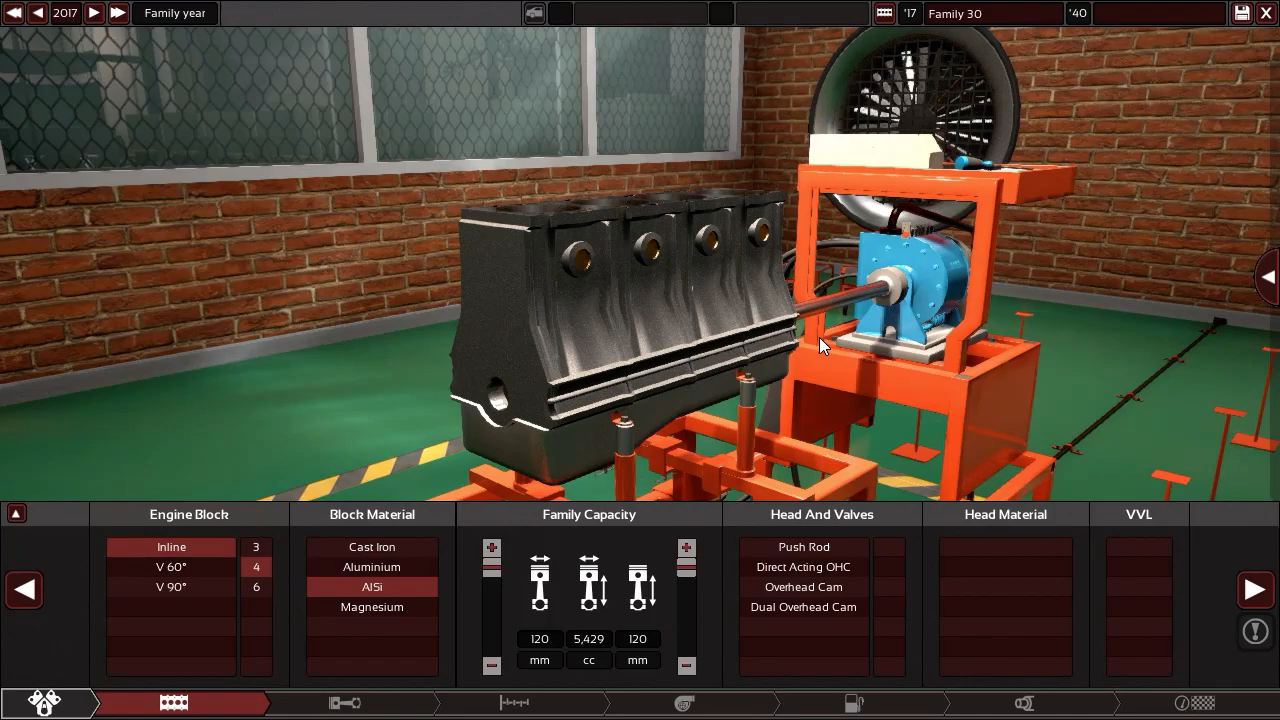 2017 Family year '17 Family 30 '40
Engine Block Block Material Family Capacity Head And Valves Head Material VVL
Inline 3 Cast Iron Push Rod
V 60° 4 Aluminium Direct Acting OHC
V 90° 6 AlSi Overhead Cam
Magnesium Dual Overhead Cam
120 5,429 120
mm cc mm